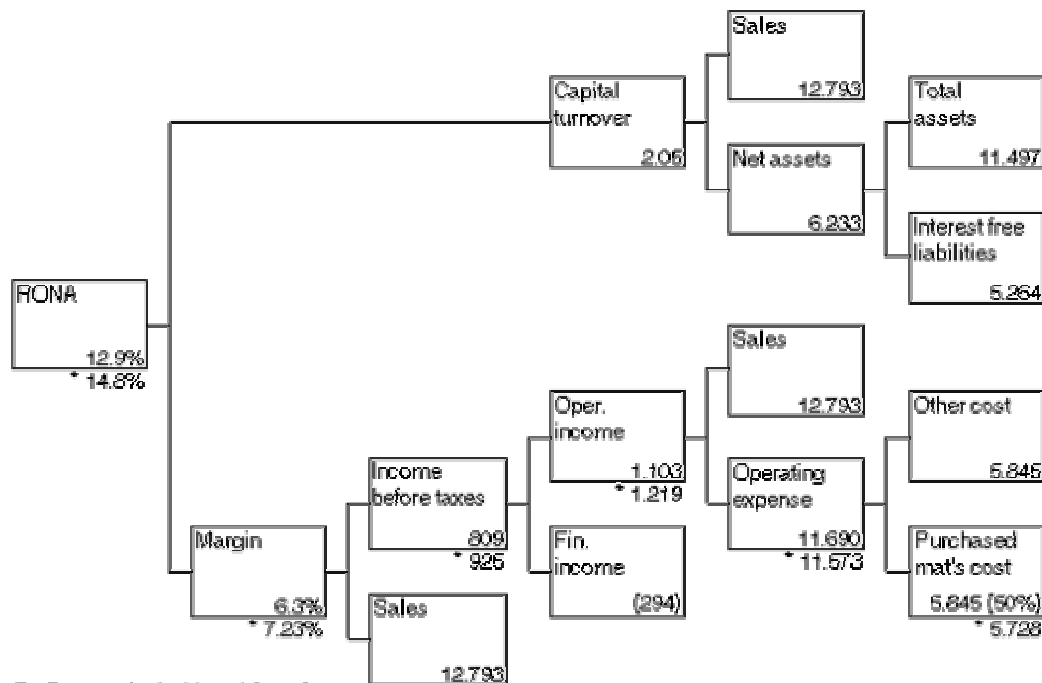 Sales
12.793
Capital
turnover
2.05
Total
assets
11.497
Net assets
6.233
Interest free
liabilities
5.264
RONA
12.9%
* 14.8%
Sales
12.793
Oper.
income
1.103
* 1.219
Other cost
5.845
Income
before taxes
809
* 925
Operating
expense
11.690
* 11.573
Margin
6.3%
* 7.23%
Fin.
income
(294)
Purchased
mat's cost
5.845 (50%)
* 5.728
Sales
12.793